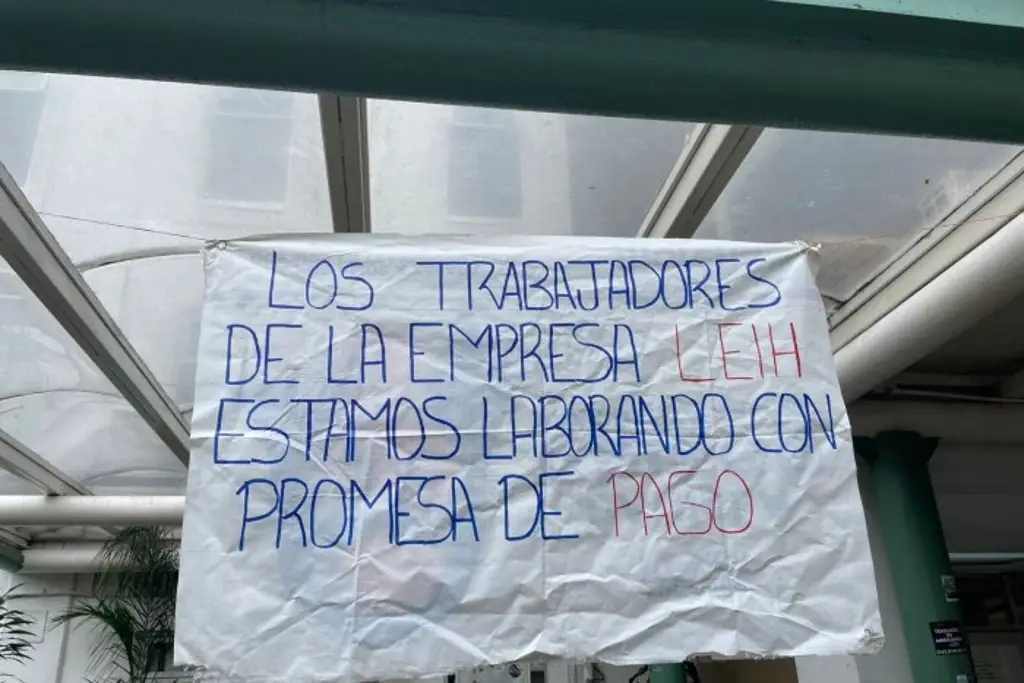 LOS TRABAJADORES
DE LA EMPRESA LEIH
ESTAMOS LABORANDO CON
PROMESA DE PAGO